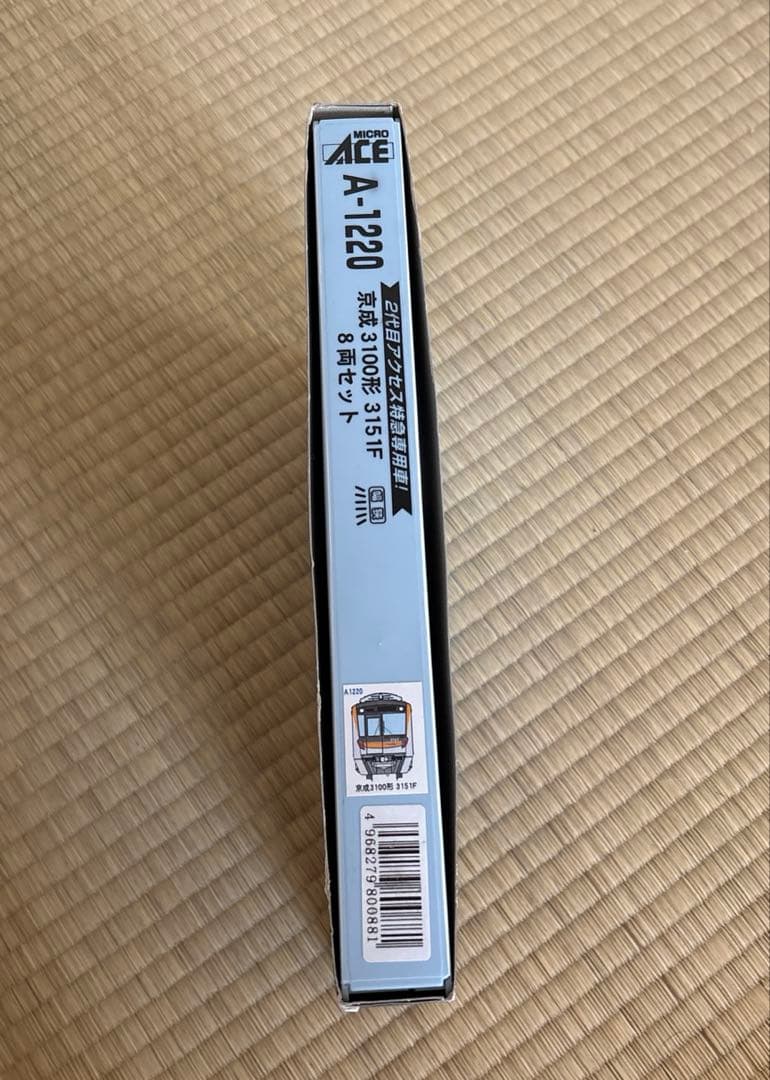 MICRO
ACE
A-1220
2代目アクセス特急専用車!
京成 3100形 3151F
8両セット
A1220
京成3100形 3151F
4 968279 800881